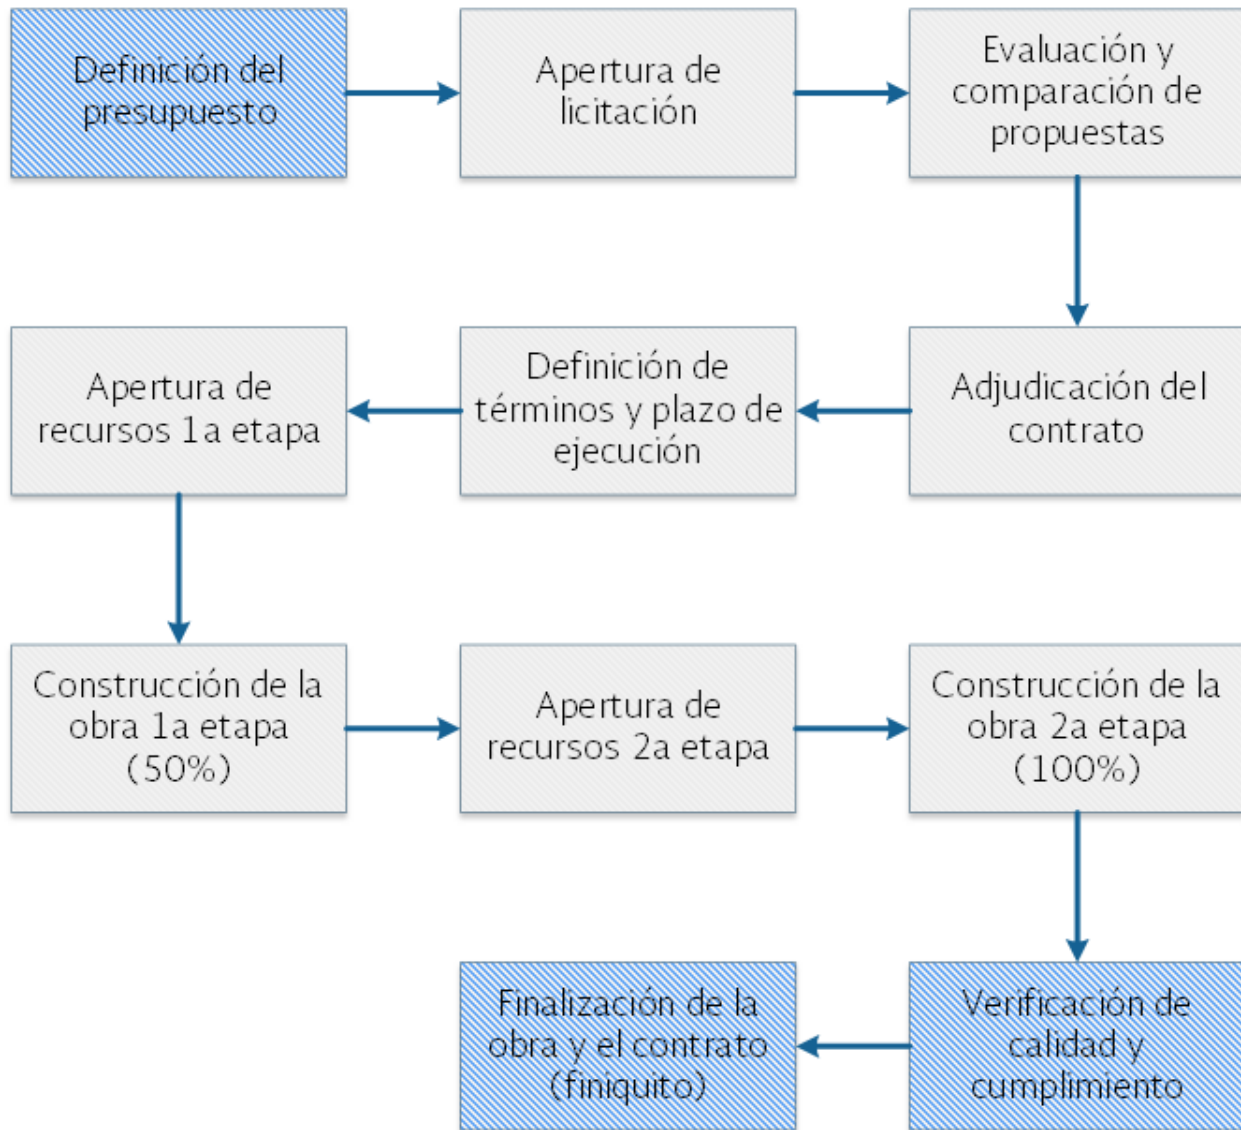 Definición del
presupuesto
Apertura de
licitación
Evaluación y
comparación de
propuestas
Apertura de
recursos 1a etapa
Definición de
términos y plazo de
ejecución
Adjudicación del
contrato
Construcción de la
obra 1a etapa
(50%)
Apertura de
recursos 2a etapa
Construcción de la
obra 2a etapa
(100%)
Finalización de la
obra y el contrato
(finiquito)
Verificación de
calidad y
cumplimiento